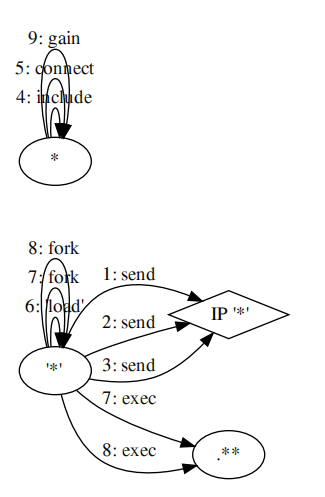 9: gain
5: connect
4: include
*
8: fork
7: fork
6: 'load'
1: send
2: send
3: send
7: exec
8: exec
'*'
IP '*'
.**